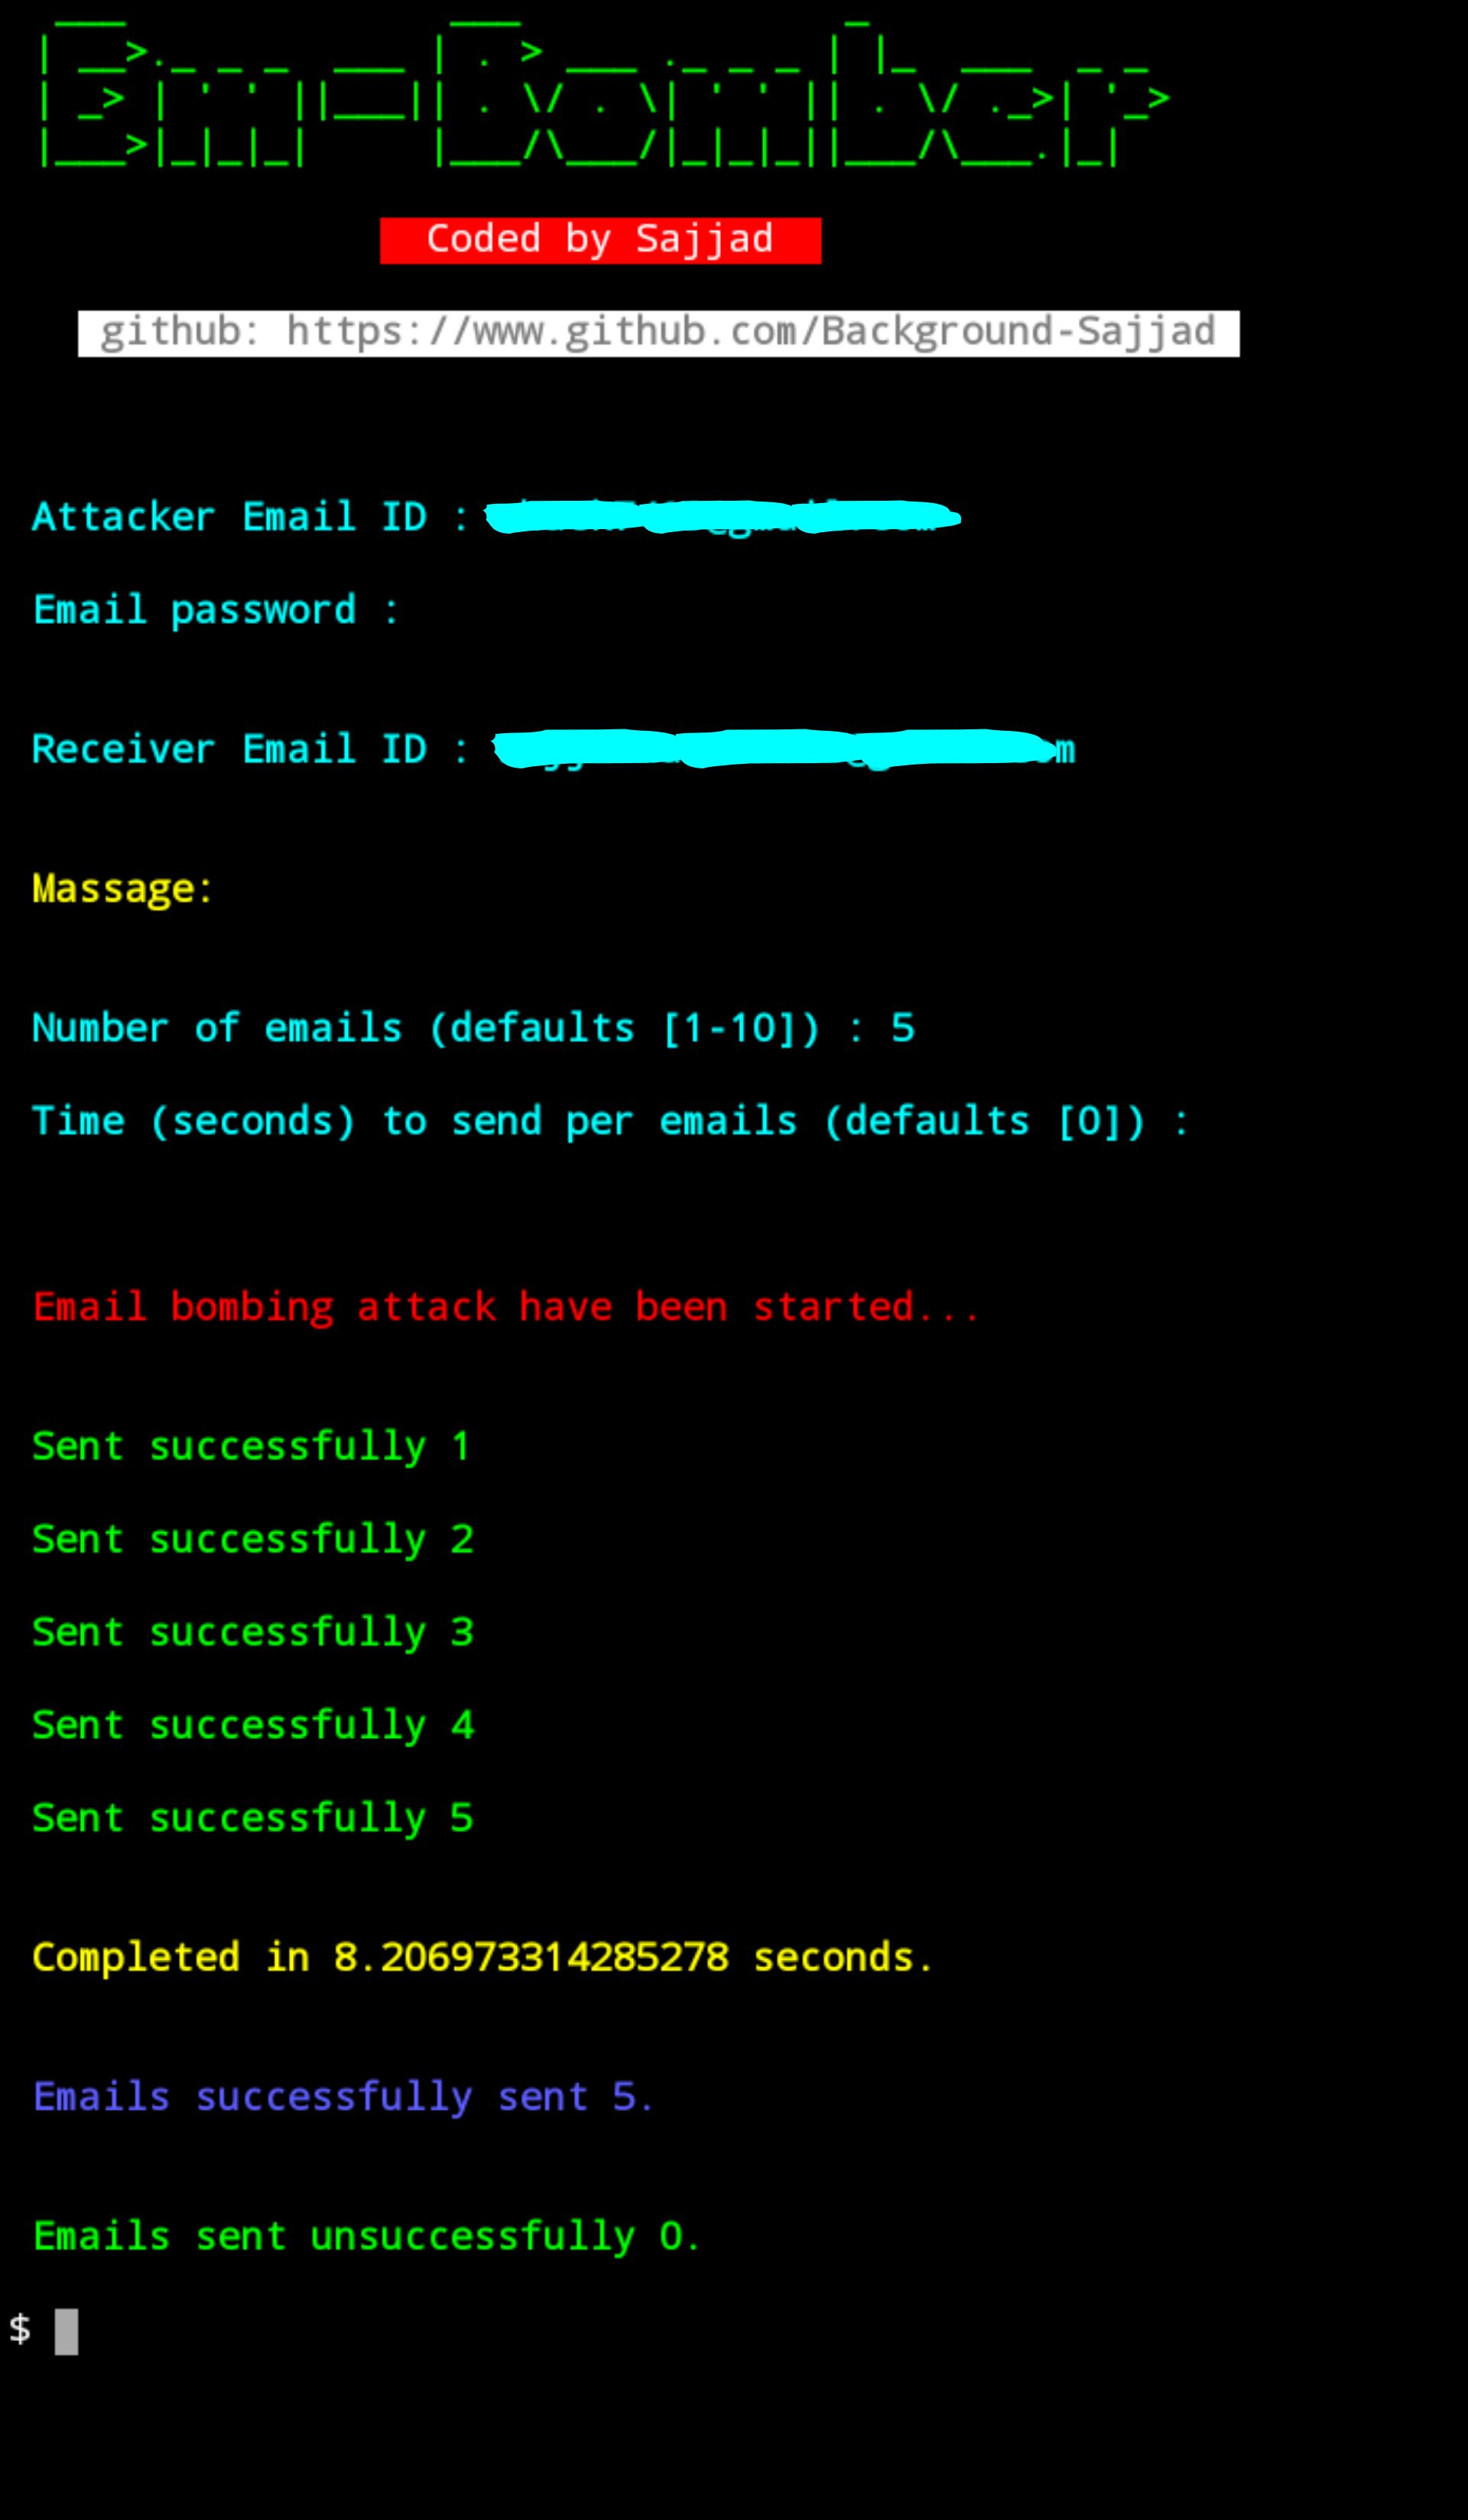 Em-Bomber
Coded by Sajjad
github: https://www.github.com/Background-Sajjad
Attacker Email ID :
Email password :
Receiver Email ID :
Massage:
Number of emails (defaults [1-10]) : 5
Time (seconds) to send per emails (defaults [0]) :
Email bombing attack have been started...
Sent successfully 1
Sent successfully 2
Sent successfully 3
Sent successfully 4
Sent successfully 5
Completed in 8.206973314285278 seconds.
Emails successfully sent 5.
Emails sent unsuccessfully 0.
$